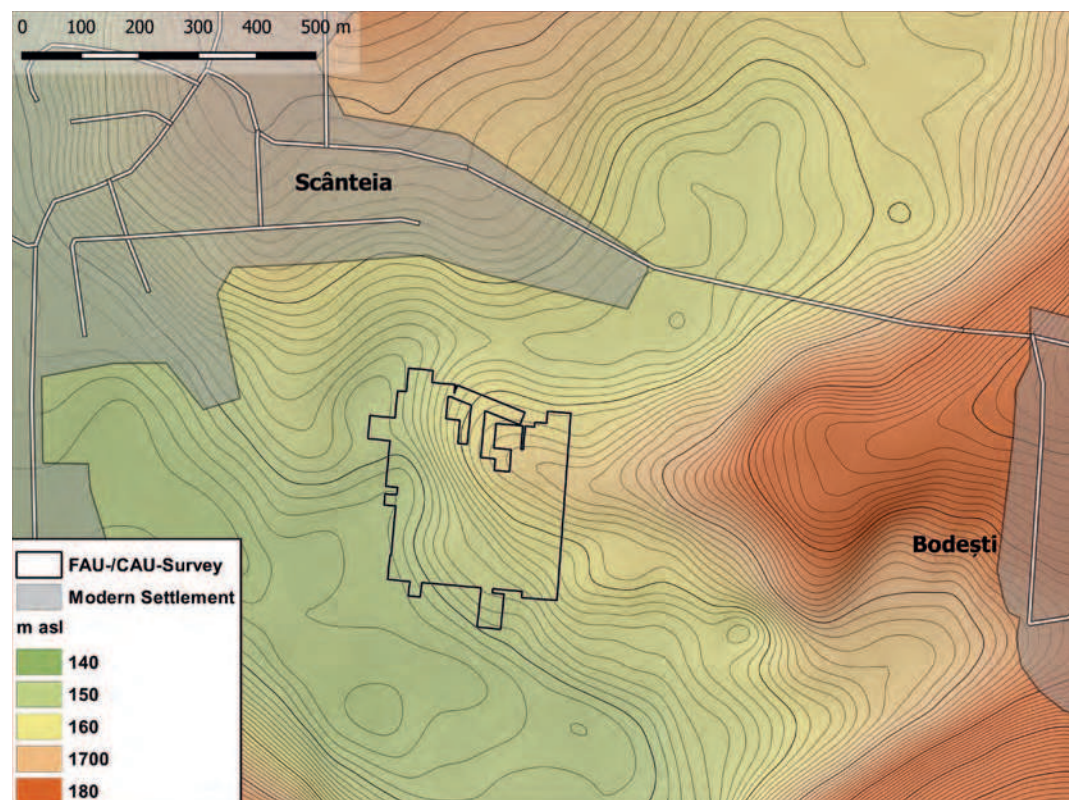 0 100 200 300 400 500 m
Scânteia
Bodești
FAU-/CAU-Survey
Modern Settlement
m asl
140
150
160
1700
180